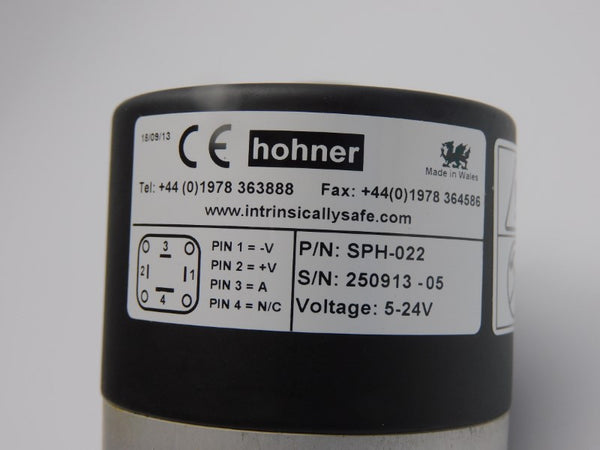 18/09/13
CE
hohner
Made in Wales
Tel: +44 (0)1978 363888 Fax: +44(0)1978 364586
www.intrinsicallysafe.com
3
2
1
4
PIN 1 = -V
PIN 2 = +V
PIN 3 = A
PIN 4 = N/C
P/N: SPH-022
S/N: 250913 -05
Voltage: 5-24V